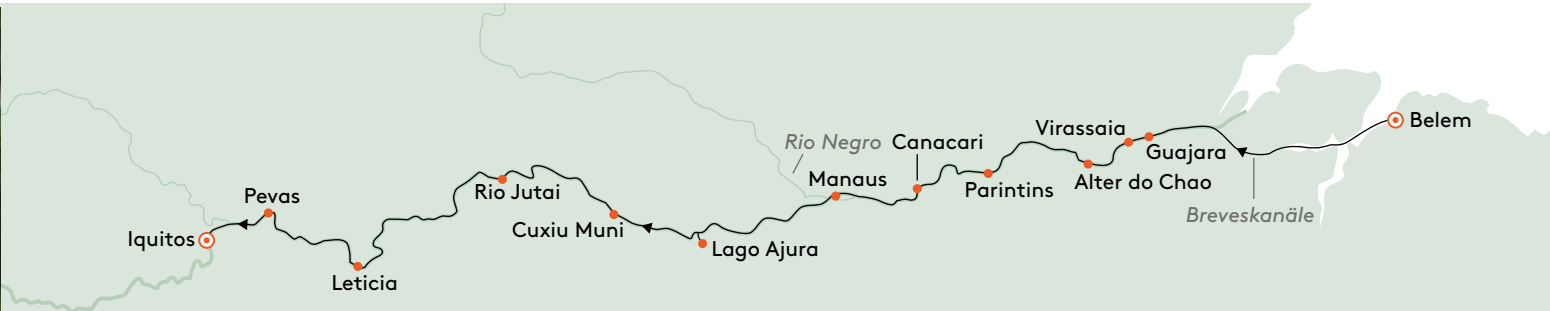 Belem
Breveskanäle
Guajara
Virassaia
Alter do Chao
Parintins
Canacari
Rio Negro
Manaus
Lago Ajura
Cuxiu Muni
Rio Jutai
Leticia
Pevas
Iquitos